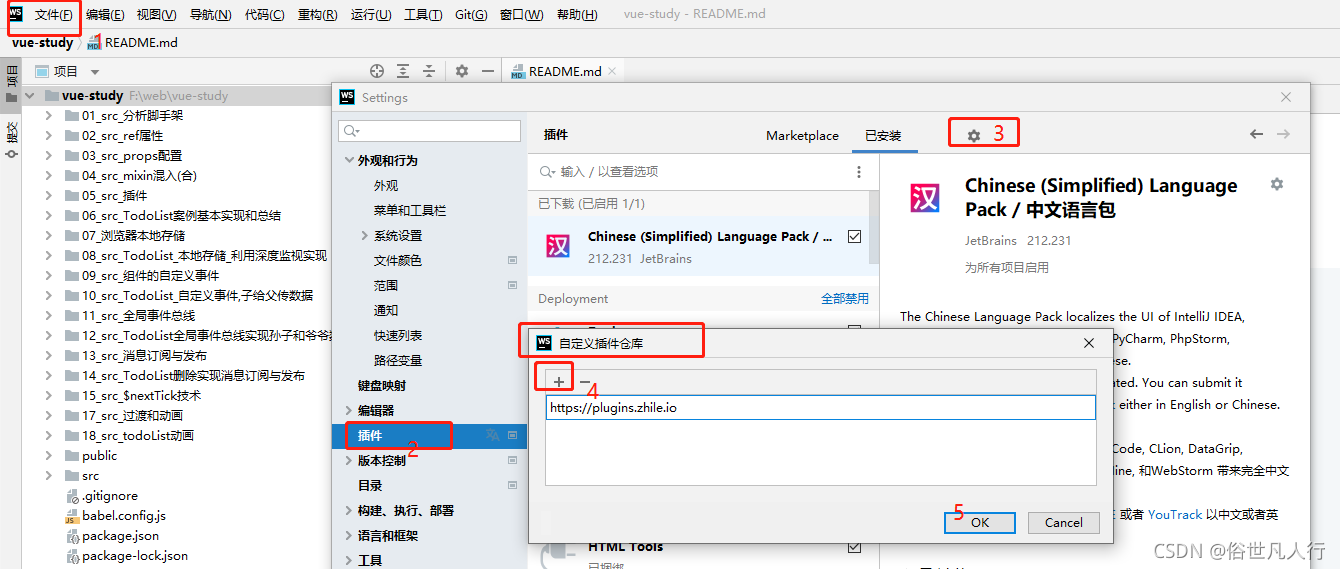 WS 文件(F) 编辑(E) 视图(V) 导航(N) 代码(C) 重构(R) 运行(U) 工具(T) Git(G) 窗口(W) 帮助(H) vue-study - README.md
vue-study MD README.md
项目
提交
项目
MD README.md
vue-study F:\web\vue-study
01_src_分析脚手架
02_src_ref属性
03_src_props配置
04_src_mixin混入(合)
05_src_插件
06_src_TodoList案例基本实现和总结
07_浏览器本地存储
08_src_TodoList_本地存储_利用深度监视实现
09_src_组件的自定义事件
10_src_TodoList_自定义事件,子给父传数据
11_src_全局事件总线
12_src_TodoList全局事件总线实现孙子和爷爷
13_src_消息订阅与发布
14_src_TodoList删除实现消息订阅与发布
15_src_$nextTick技术
17_src_过渡和动画
18_src_todoList动画
public
src
.gitignore
JS babel.config.js
package.json
package-lock.json
WS Settings
外观和行为
外观
菜单和工具栏
系统设置
文件颜色
范围
通知
快速列表
路径变量
键盘映射
编辑器
插件
2
版本控制
目录
构建、执行、部署
语言和框架
工具
插件 Marketplace 已安装 3
输入 / 以查看选项
已下载 (已启用 1/1)
汉 Chinese (Simplified) Language Pack / ...
212.231 JetBrains
Deployment 全部禁用
WS 自定义插件仓库
+ −
4
https://plugins.zhile.io
5
OK Cancel
HTML Tools
已捆绑
汉 Chinese (Simplified) Language
Pack / 中文语言包
JetBrains 212.231
为所有项目启用
The Chinese Language Pack localizes the UI of IntelliJ IDEA,
PyCharm, PhpStorm,
ted. You can submit it
either in English or Chinese.
Code, CLion, DataGrip,
和WebStorm 带来完全中文
或者 YouTrack 以中文或者英
CSDN @俗世凡人行